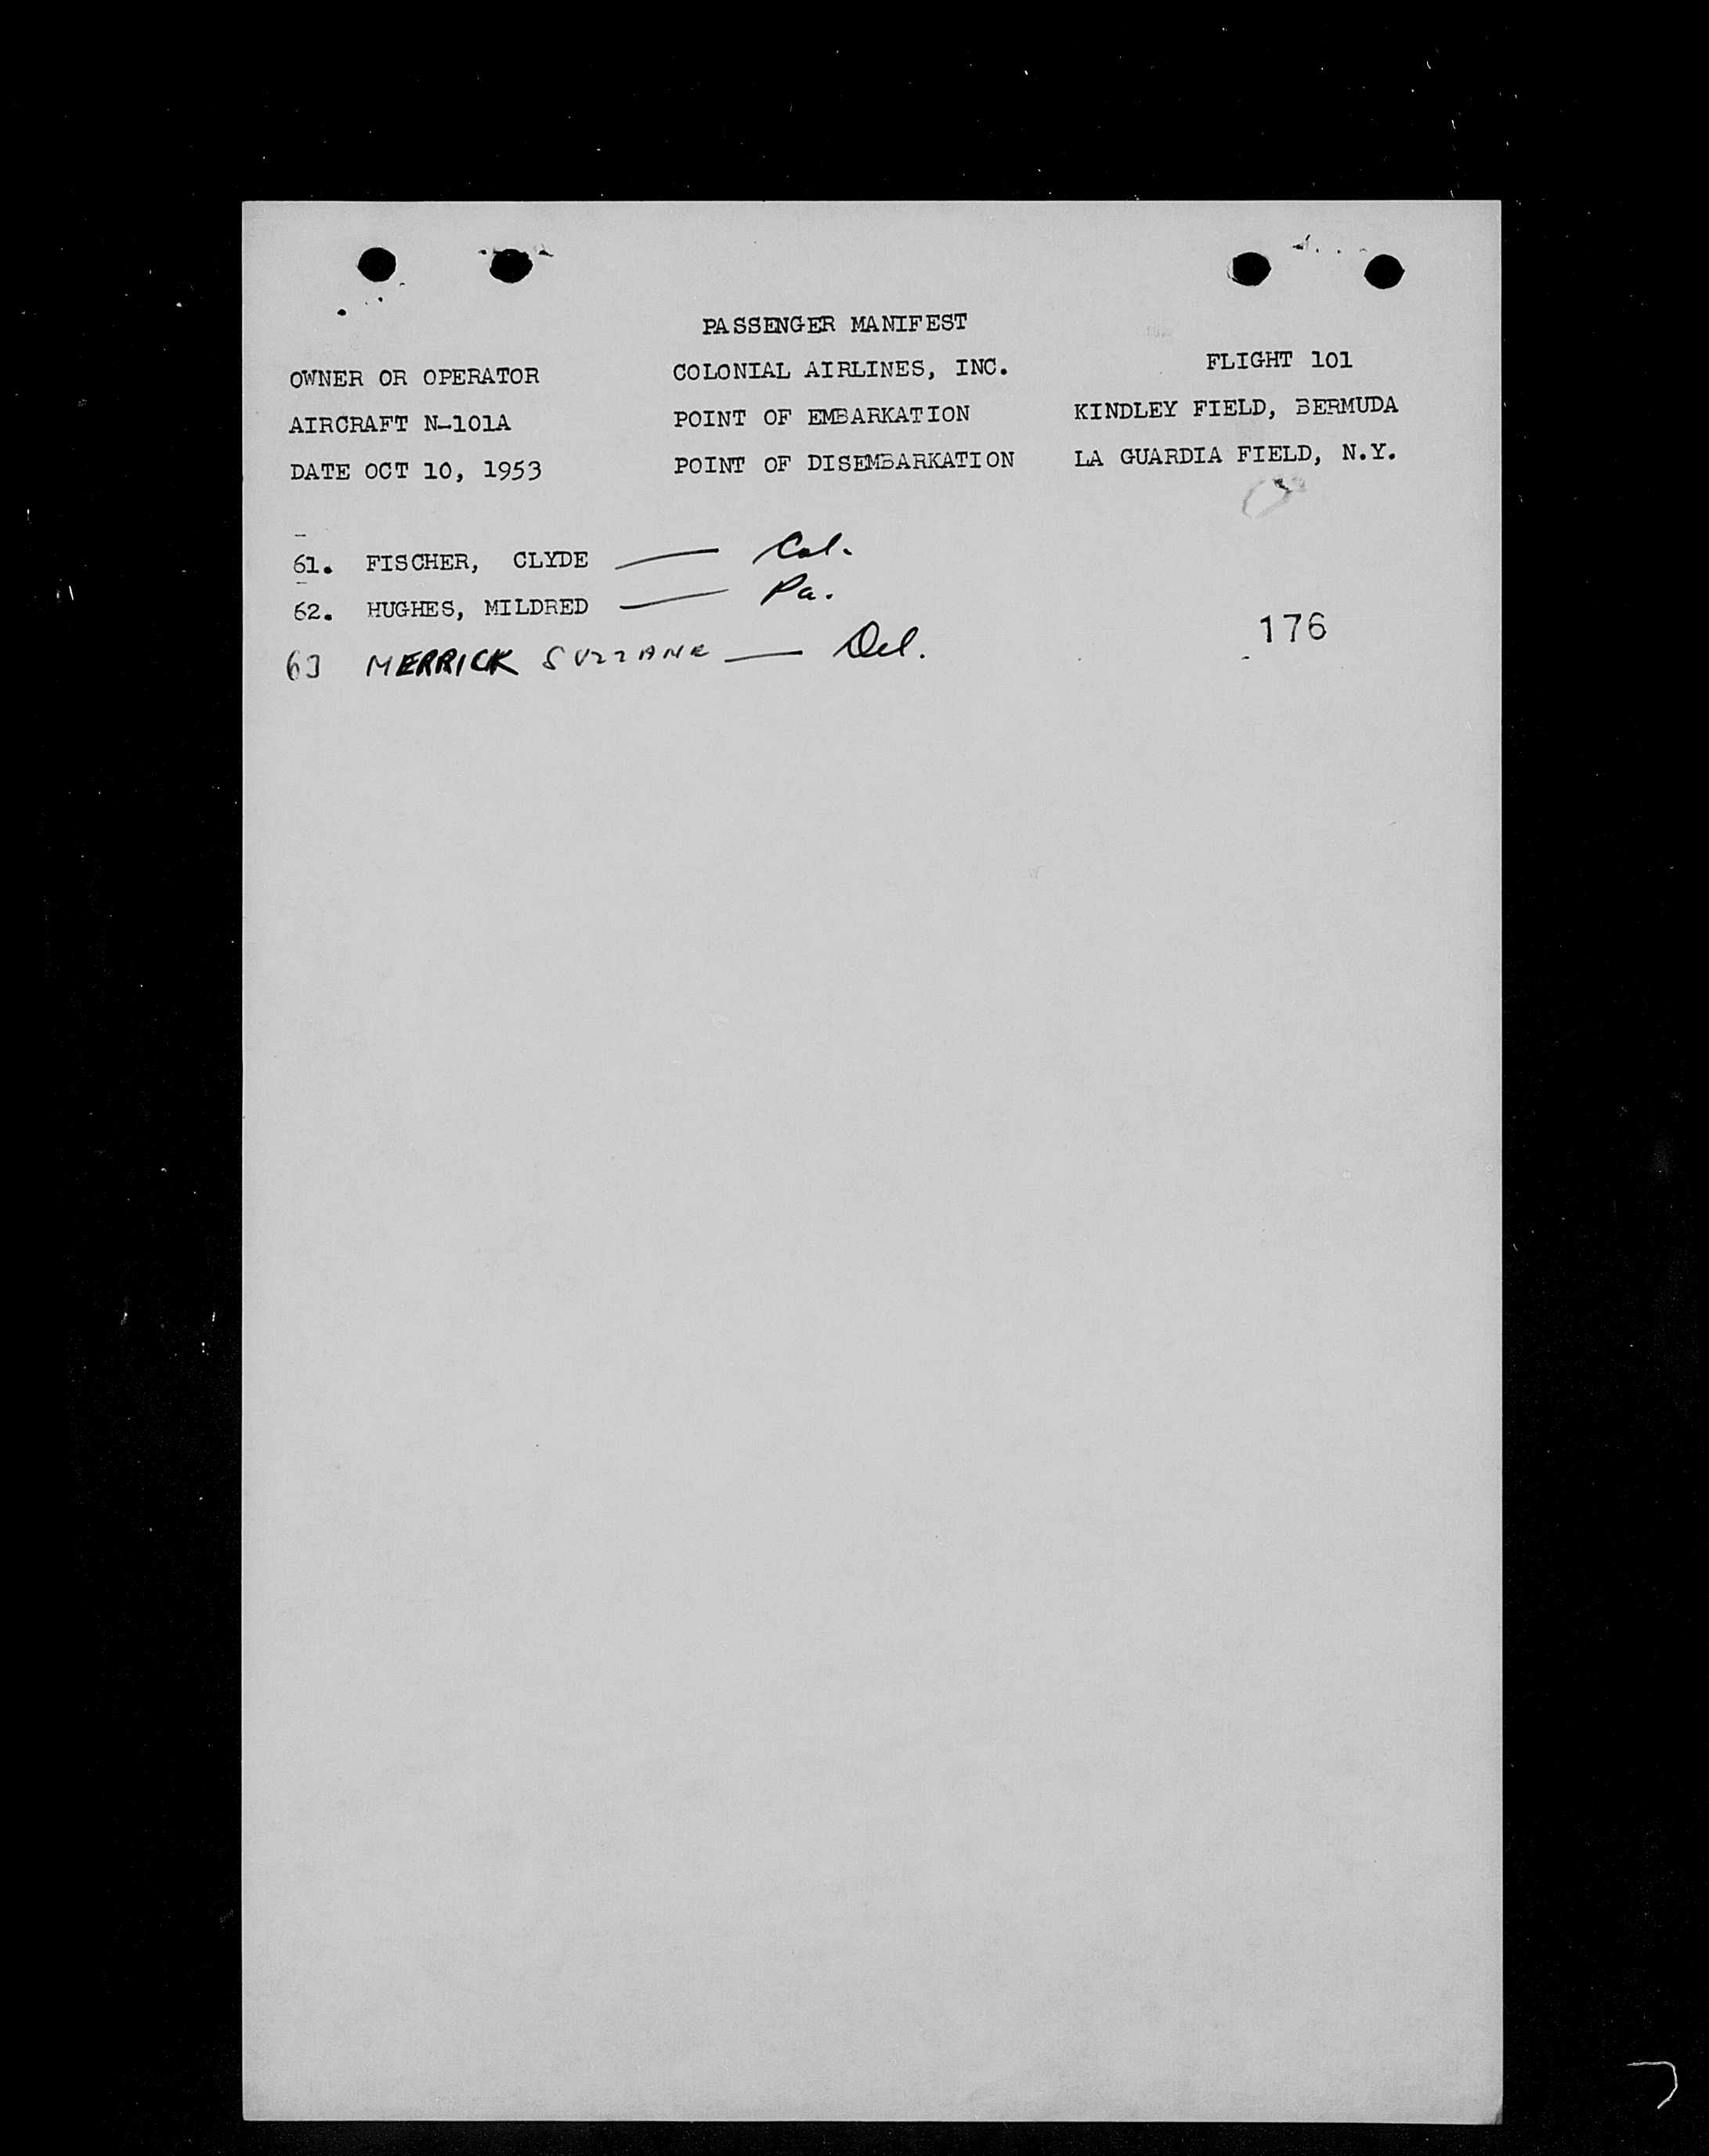 PASSENGER MANIFEST
OWNER OR OPERATOR COLONIAL AIRLINES, INC. FLIGHT 101
AIRCRAFT N-101A POINT OF EMBARKATION KINDLEY FIELD, BERMUDA
DATE OCT 10, 1953 POINT OF DISEMBARKATION LA GUARDIA FIELD, N.Y.
61. FISCHER, CLYDE — Cal.
62. HUGHES, MILDRED — Pa.
176
63 MERRICK SUZZANE — Del.